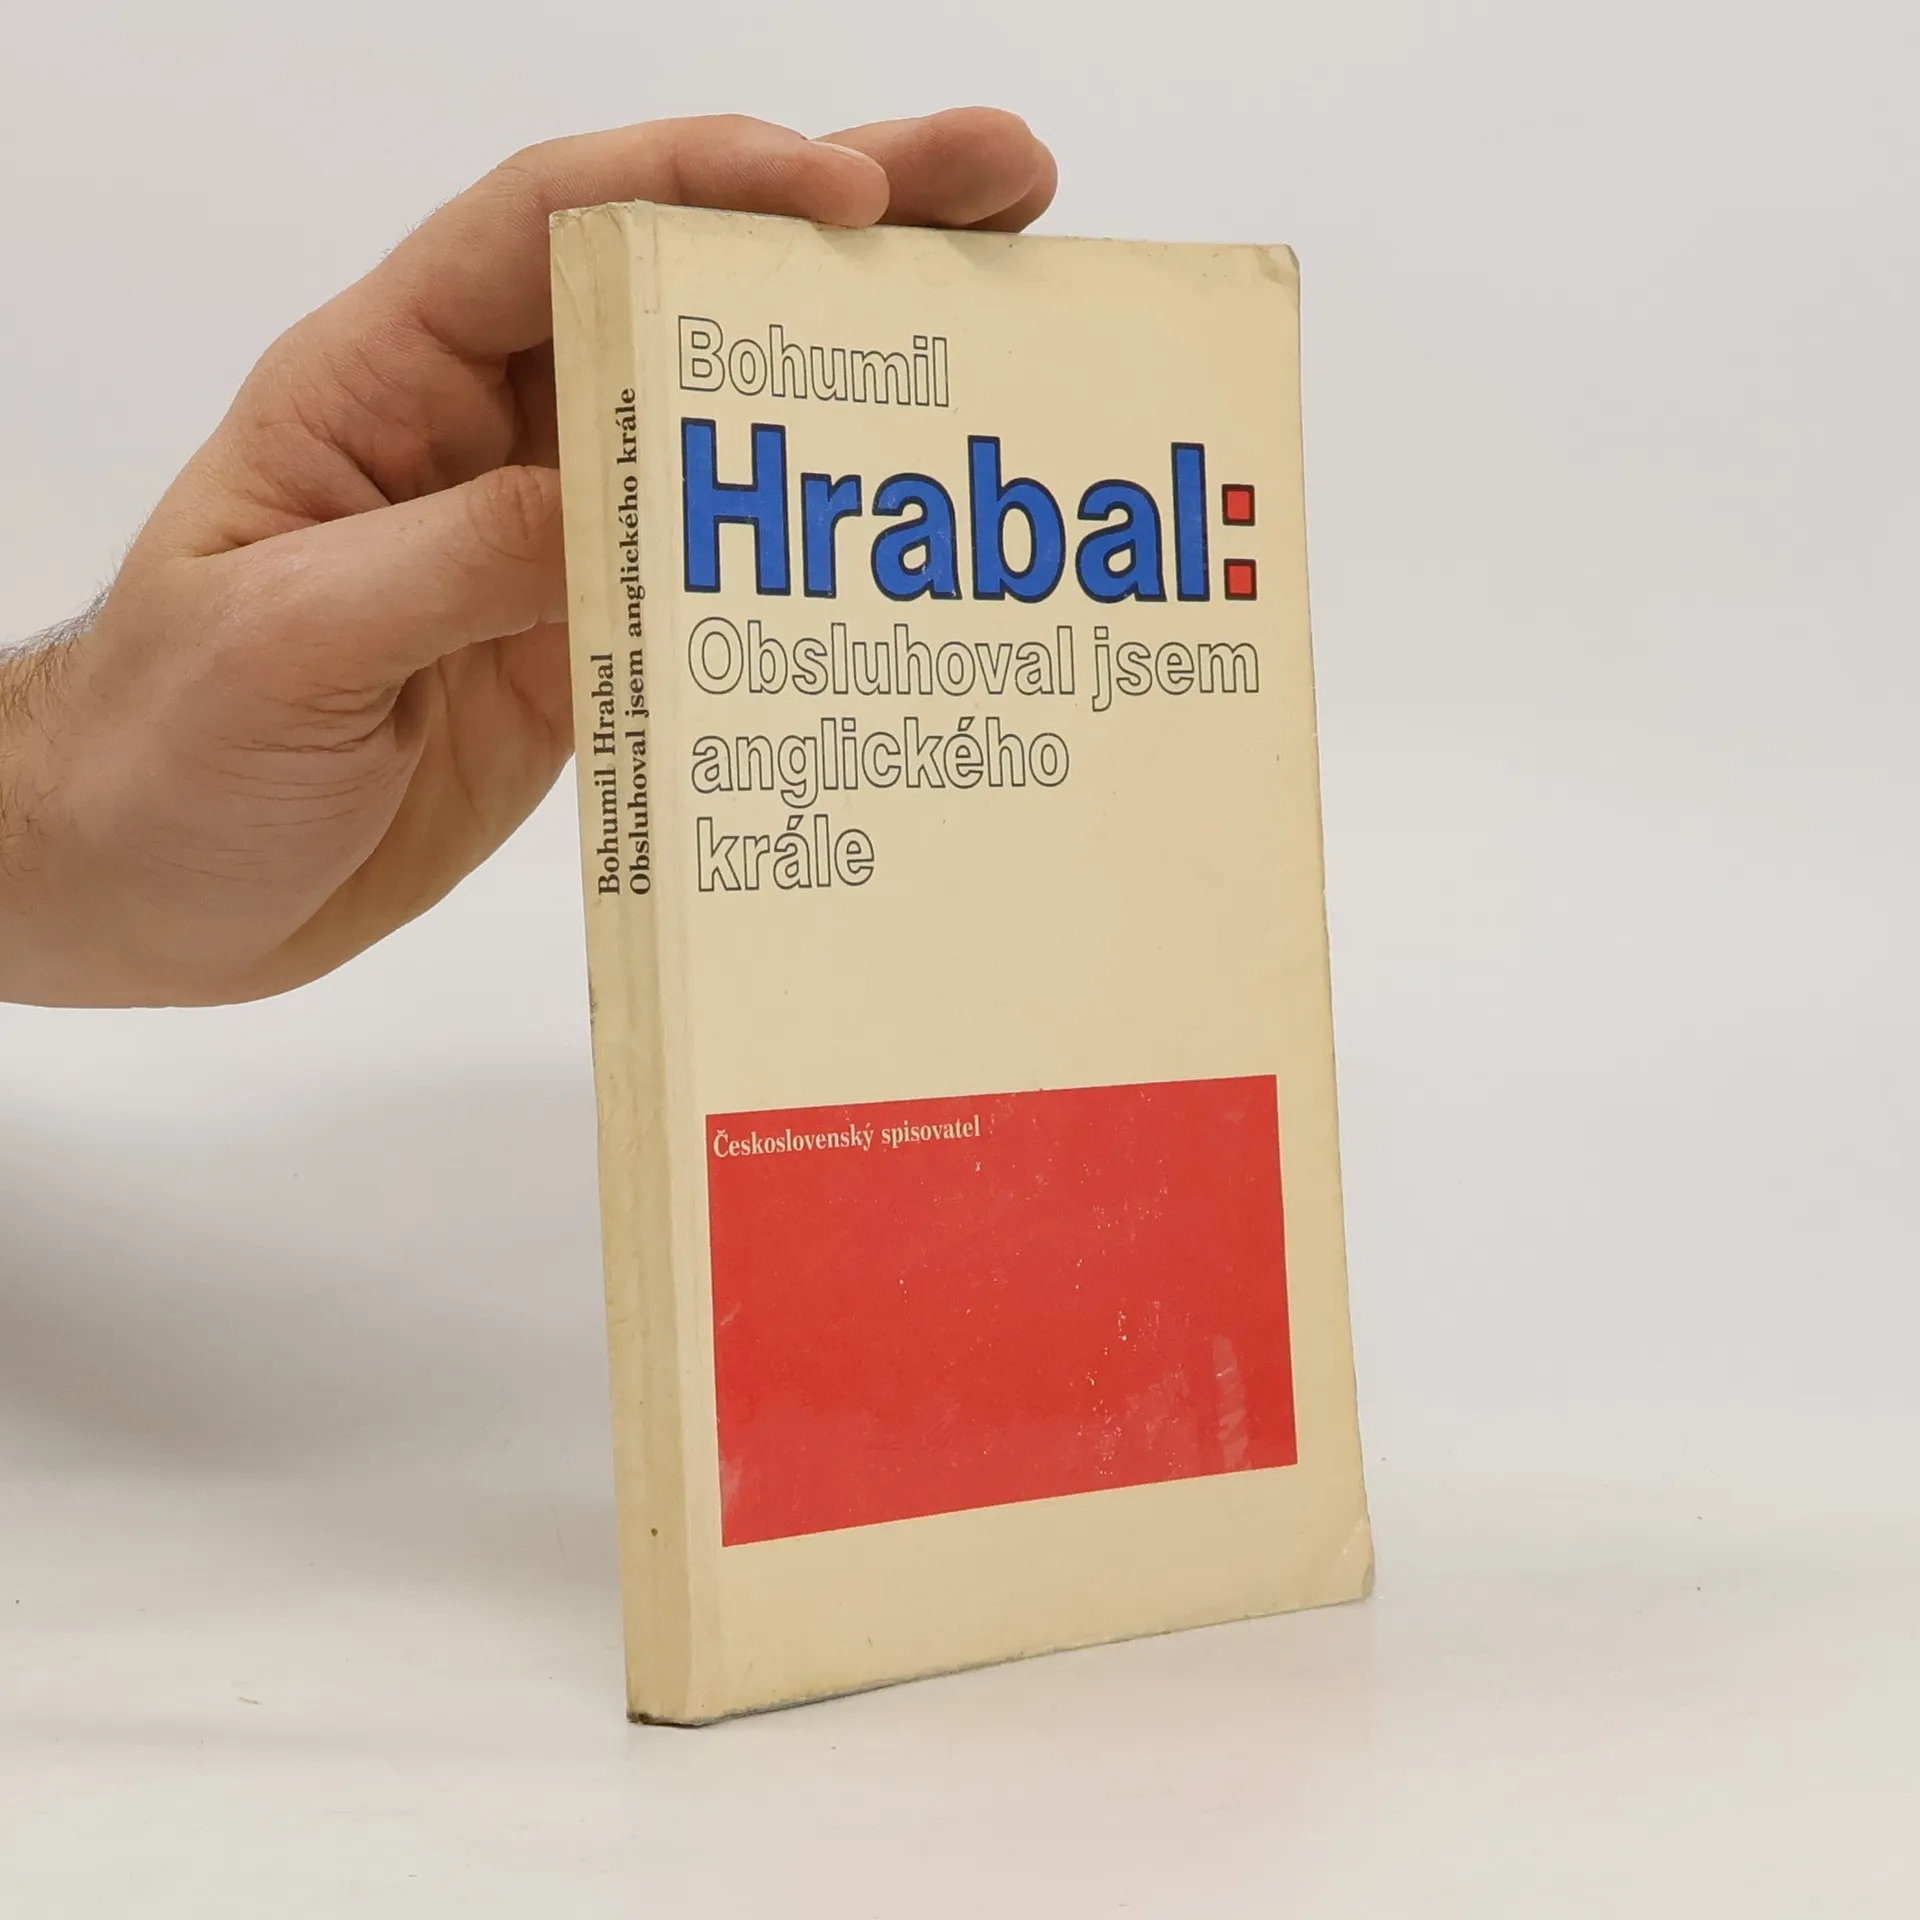 Bohumil
Hrabal:
Obsluhoval jsem
anglického
krále
Československý spisovatel
Bohumil Hrabal
Obsluhoval jsem anglického krále